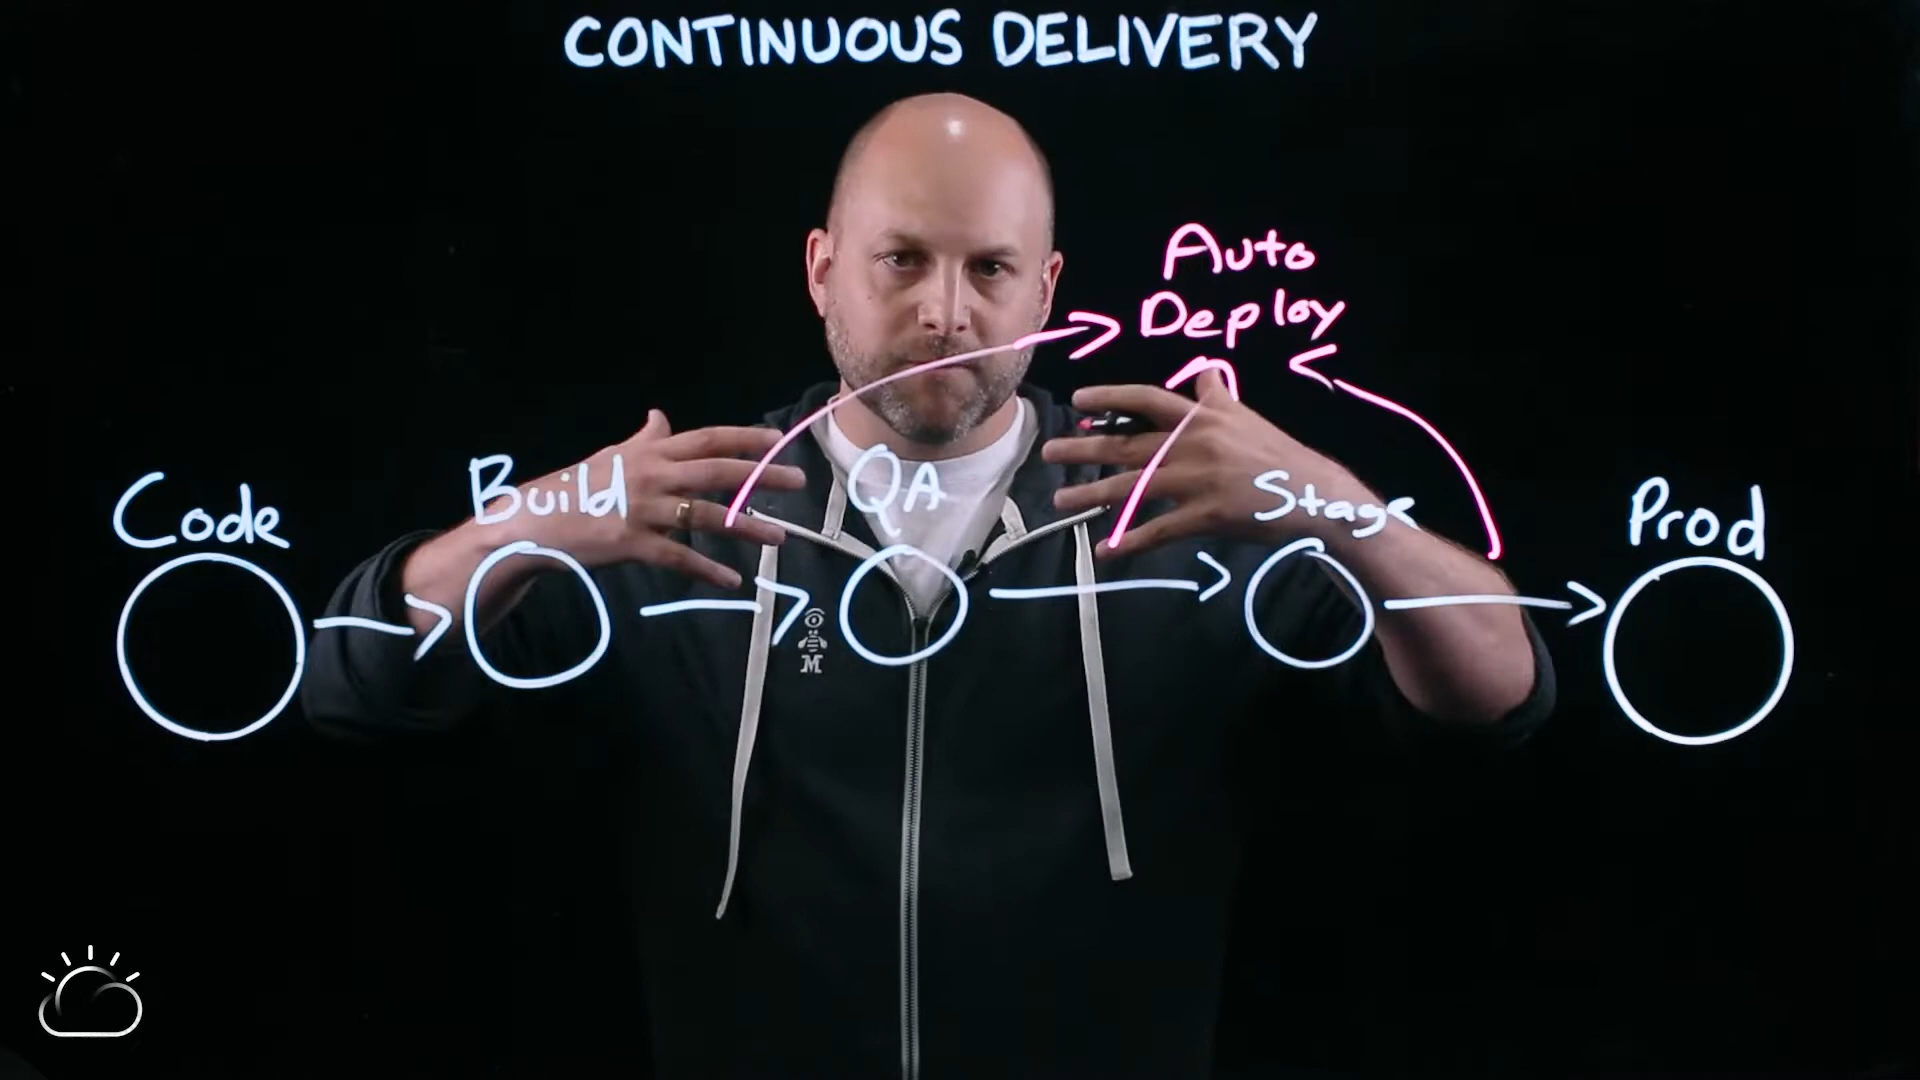 CONTINUOUS DELIVERY
Auto
Deploy
Code
Build
QA
Stage
Prod
M